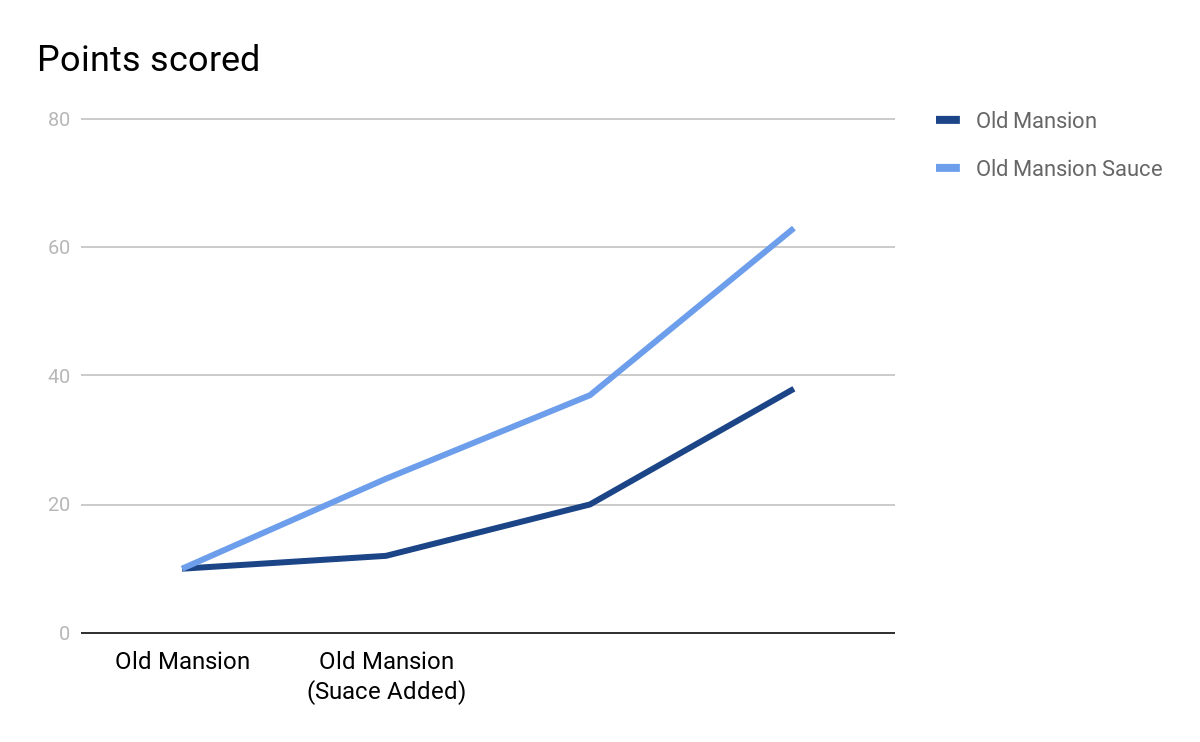 Points scored
80
60
40
20
0
Old Mansion
Old Mansion Sauce
Old Mansion
Old Mansion
(Suace Added)